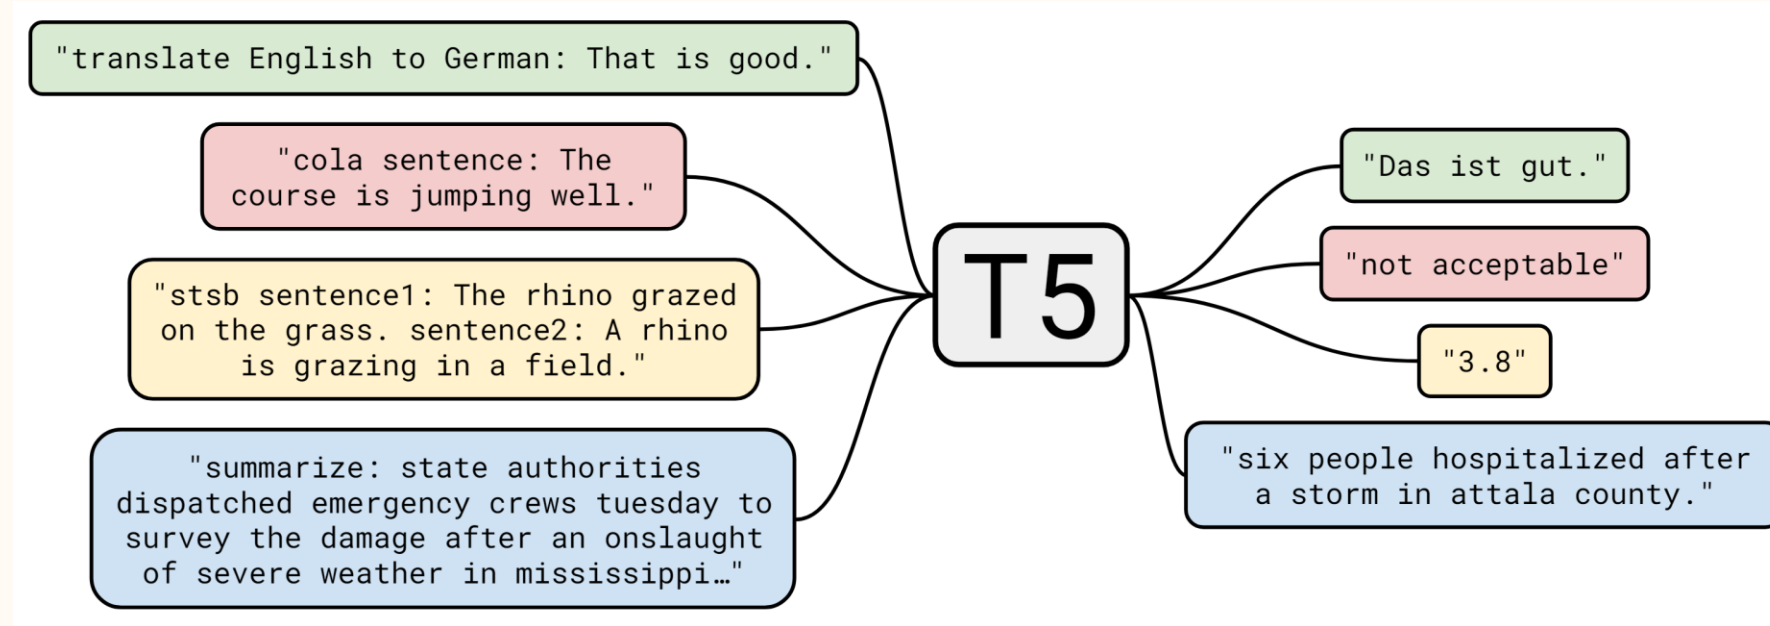 "translate English to German: That is good."
"cola sentence: The
course is jumping well."
"stsb sentence1: The rhino grazed
on the grass. sentence2: A rhino
is grazing in a field."
"summarize: state authorities
dispatched emergency crews tuesday to
survey the damage after an onslaught
of severe weather in mississippi…"
T5
"Das ist gut."
"not acceptable"
"3.8"
"six people hospitalized after
a storm in attala county."